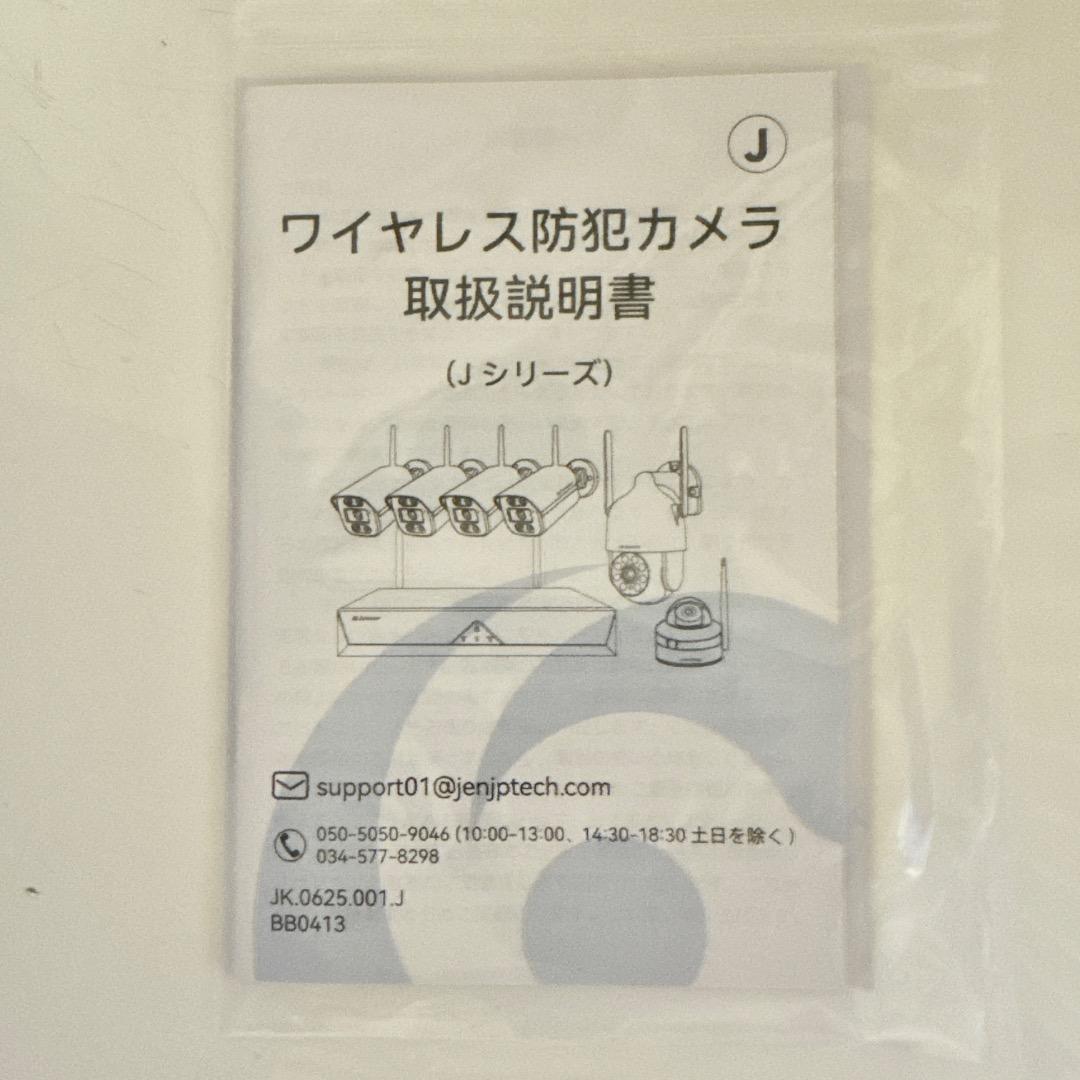 J
ワイヤレス防犯カメラ
取扱説明書
(Jシリーズ)
support01@jenjptech.com
050-5050-9046 (10:00-13:00、14:30-18:30 土日を除く)
034-577-8298
JK.0625.001.J
BB0413